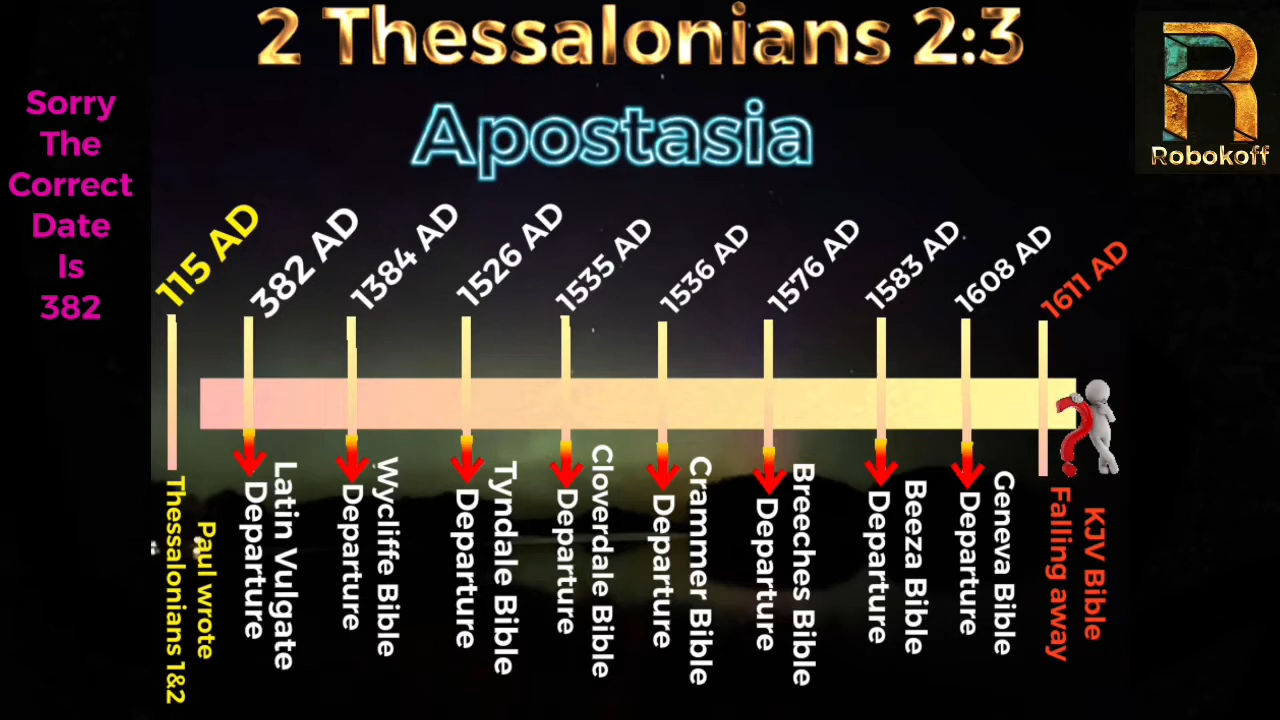 2 Thessalonians 2:3
Apostasia
Robokoff
Sorry
The
Correct
Date
Is
382
115 AD
382 AD
1384 AD
1526 AD
1535 AD
1536 AD
1576 AD
1583 AD
1608 AD
1611 AD
Paul wrote
Thessalonians 1&2
Latin Vulgate
Departure
Wycliffe Bible
Departure
Tyndale Bible
Departure
Cloverdale Bible
Departure
Crammer Bible
Departure
Breeches Bible
Departure
Beeza Bible
Departure
Geneva Bible
Departure
KJV Bible
Falling away